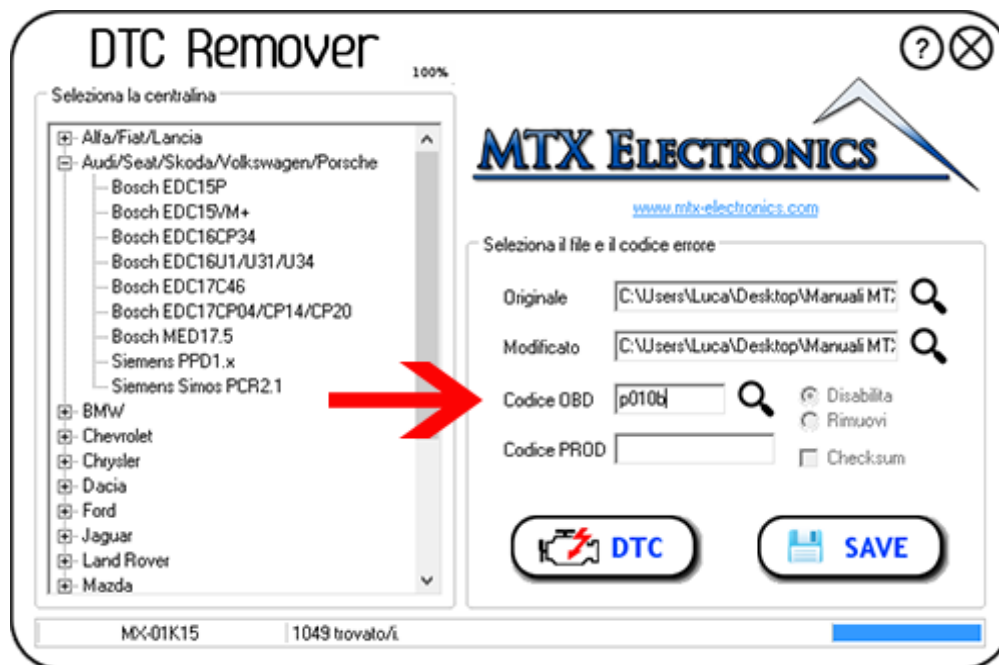 DTC Remover
100%
Seleziona la centralina
Alfa/Fiat/Lancia
Audi/Seat/Skoda/Volkswagen/Porsche
Bosch EDC15P
Bosch EDC15VM+
Bosch EDC16CP34
Bosch EDC16U1/U31/U34
Bosch EDC17C46
Bosch EDC17CP04/CP14/CP20
Bosch MED17.5
Siemens PPD1.x
Siemens Simos PCR2.1
BMW
Chevrolet
Chrysler
Dacia
Ford
Jaguar
Land Rover
Mazda
?
MTX ELECTRONICS
www.mtx-electronics.com
Seleziona il file e il codice errore
Originale C:\Users\Luca\Desktop\Manuali MT
Modificato C:\Users\Luca\Desktop\Manuali MT
Codice OBD p010b
Disabilita
Rimuovi
Codice PROD
Checksum
DTC
SAVE
MX-01K15 1049 trovato/i.